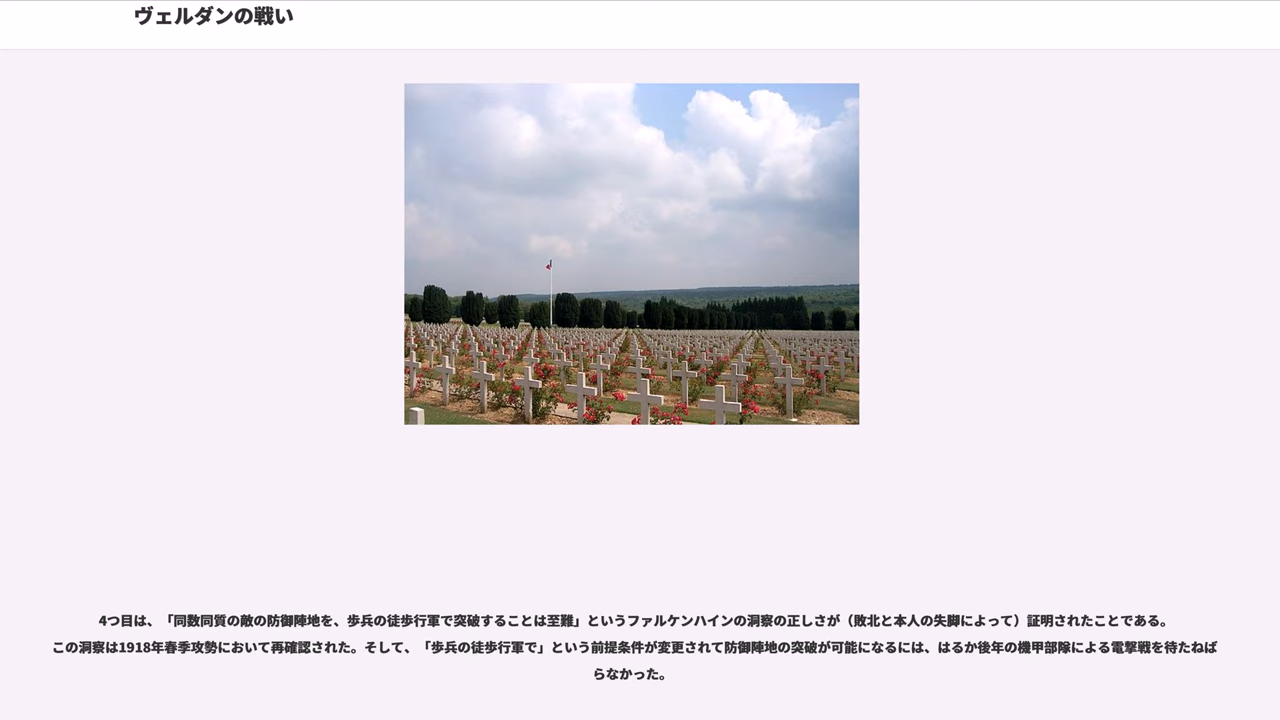 ヴェルダンの戦い
4つ目は、「同数同質の敵の防御陣地を、歩兵の徒歩行軍で突破することは至難」というファルケンハインの洞察の正しさが（敗北と本人の失脚によって）証明されたことである。
この洞察は1918年春季攻勢において再確認された。そして、「歩兵の徒歩行軍で」という前提条件が変更されて防御陣地の突破が可能になるには、はるか後年の機甲部隊による電撃戦を待たねば
らなかった。